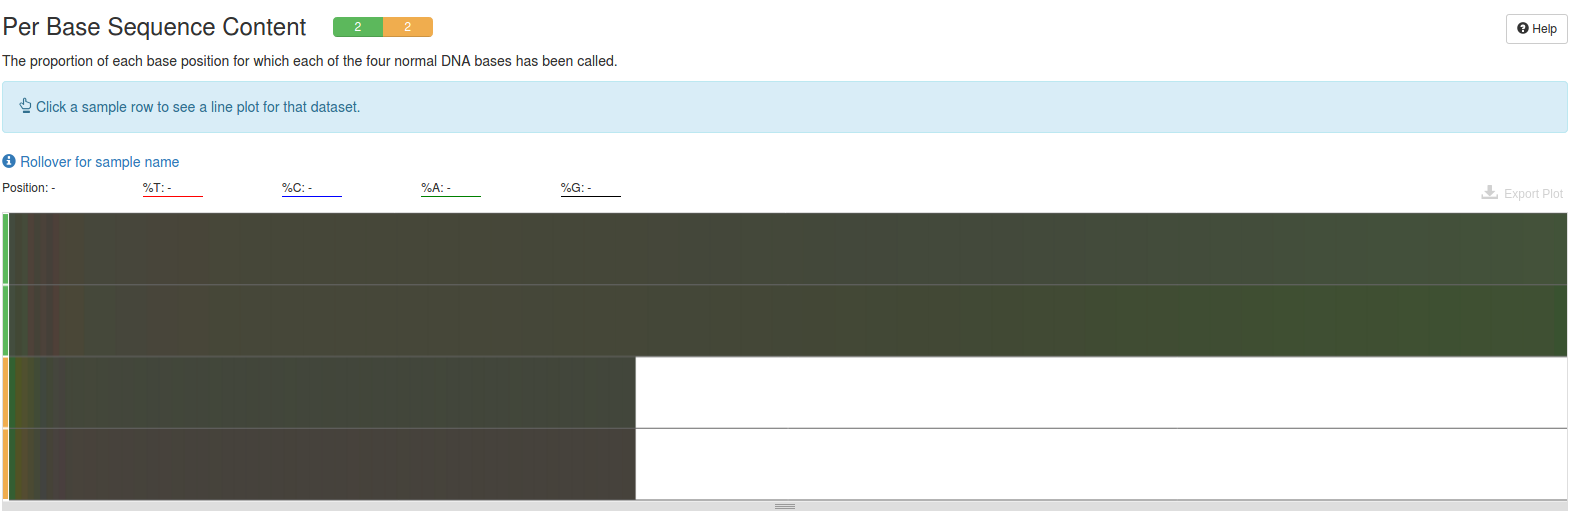 Per Base Sequence Content 2 2
Help
The proportion of each base position for which each of the four normal DNA bases has been called.
Click a sample row to see a line plot for that dataset.
Rollover for sample name
Position: - %T: - %C: - %A: - %G: -
Export Plot